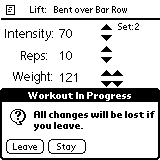 Lift: Bent over Bar Row
Intensity: 70 Set:2
Reps: 10
Weight: 121
Workout In Progress
All changes will be lost if
you leave.
Leave Stay